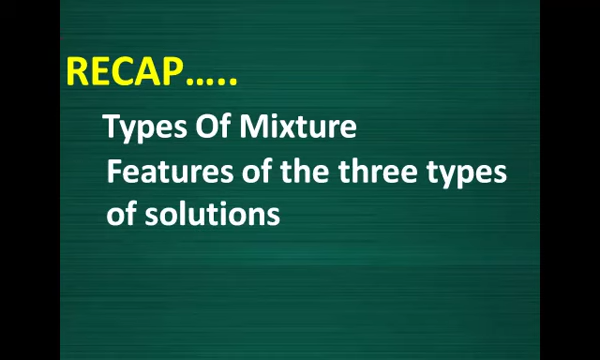 RECAP.....
Types Of Mixture
Features of the three types
of solutions